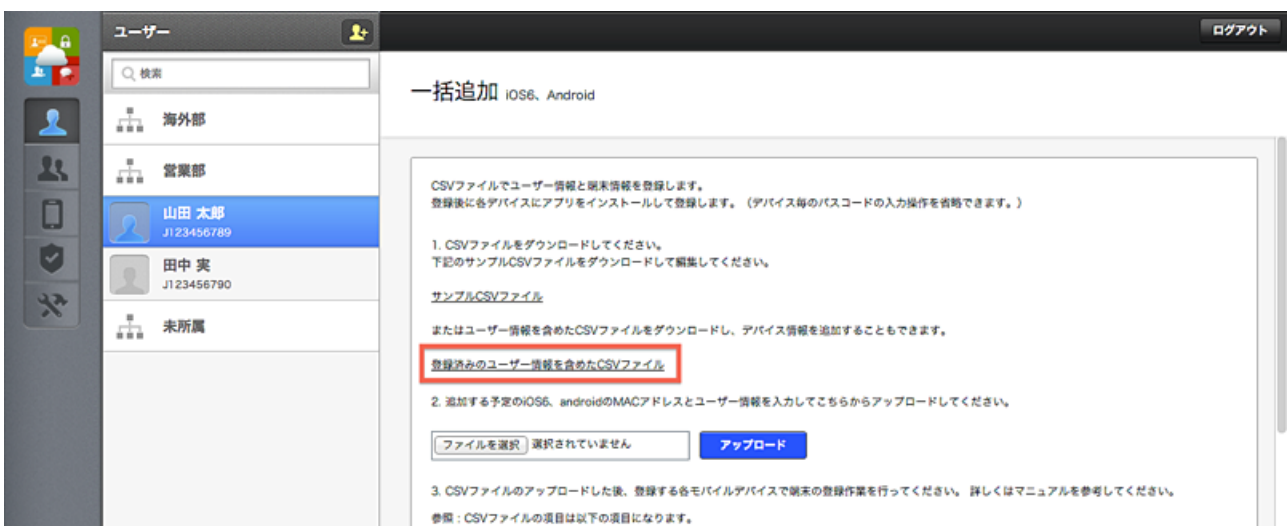 ユーザー
ログアウト
検索
海外部
営業部
山田 太郎
J123456789
田中 実
J123456790
未所属
一括追加 iOS6、Android
CSVファイルでユーザー情報と端末情報を登録します。
登録後に各デバイスにアプリをインストールして登録します。（デバイス毎のパスコードの入力操作を省略できます。）
1. CSVファイルをダウンロードしてください。
下記のサンプルCSVファイルをダウンロードして編集してください。
サンプルCSVファイル
またはユーザー情報を含めたCSVファイルをダウンロードし、デバイス情報を追加することもできます。
登録済みのユーザー情報を含めたCSVファイル
2. 追加する予定のiOS6、androidのMACアドレスとユーザー情報を入力してこちらからアップロードしてください。
ファイルを選択 選択されていません
アップロード
3. CSVファイルのアップロードした後、登録する各モバイルデバイスで端末の登録作業を行ってください。 詳しくはマニュアルを参考してください。
参照：CSVファイルの項目は以下の項目になります。